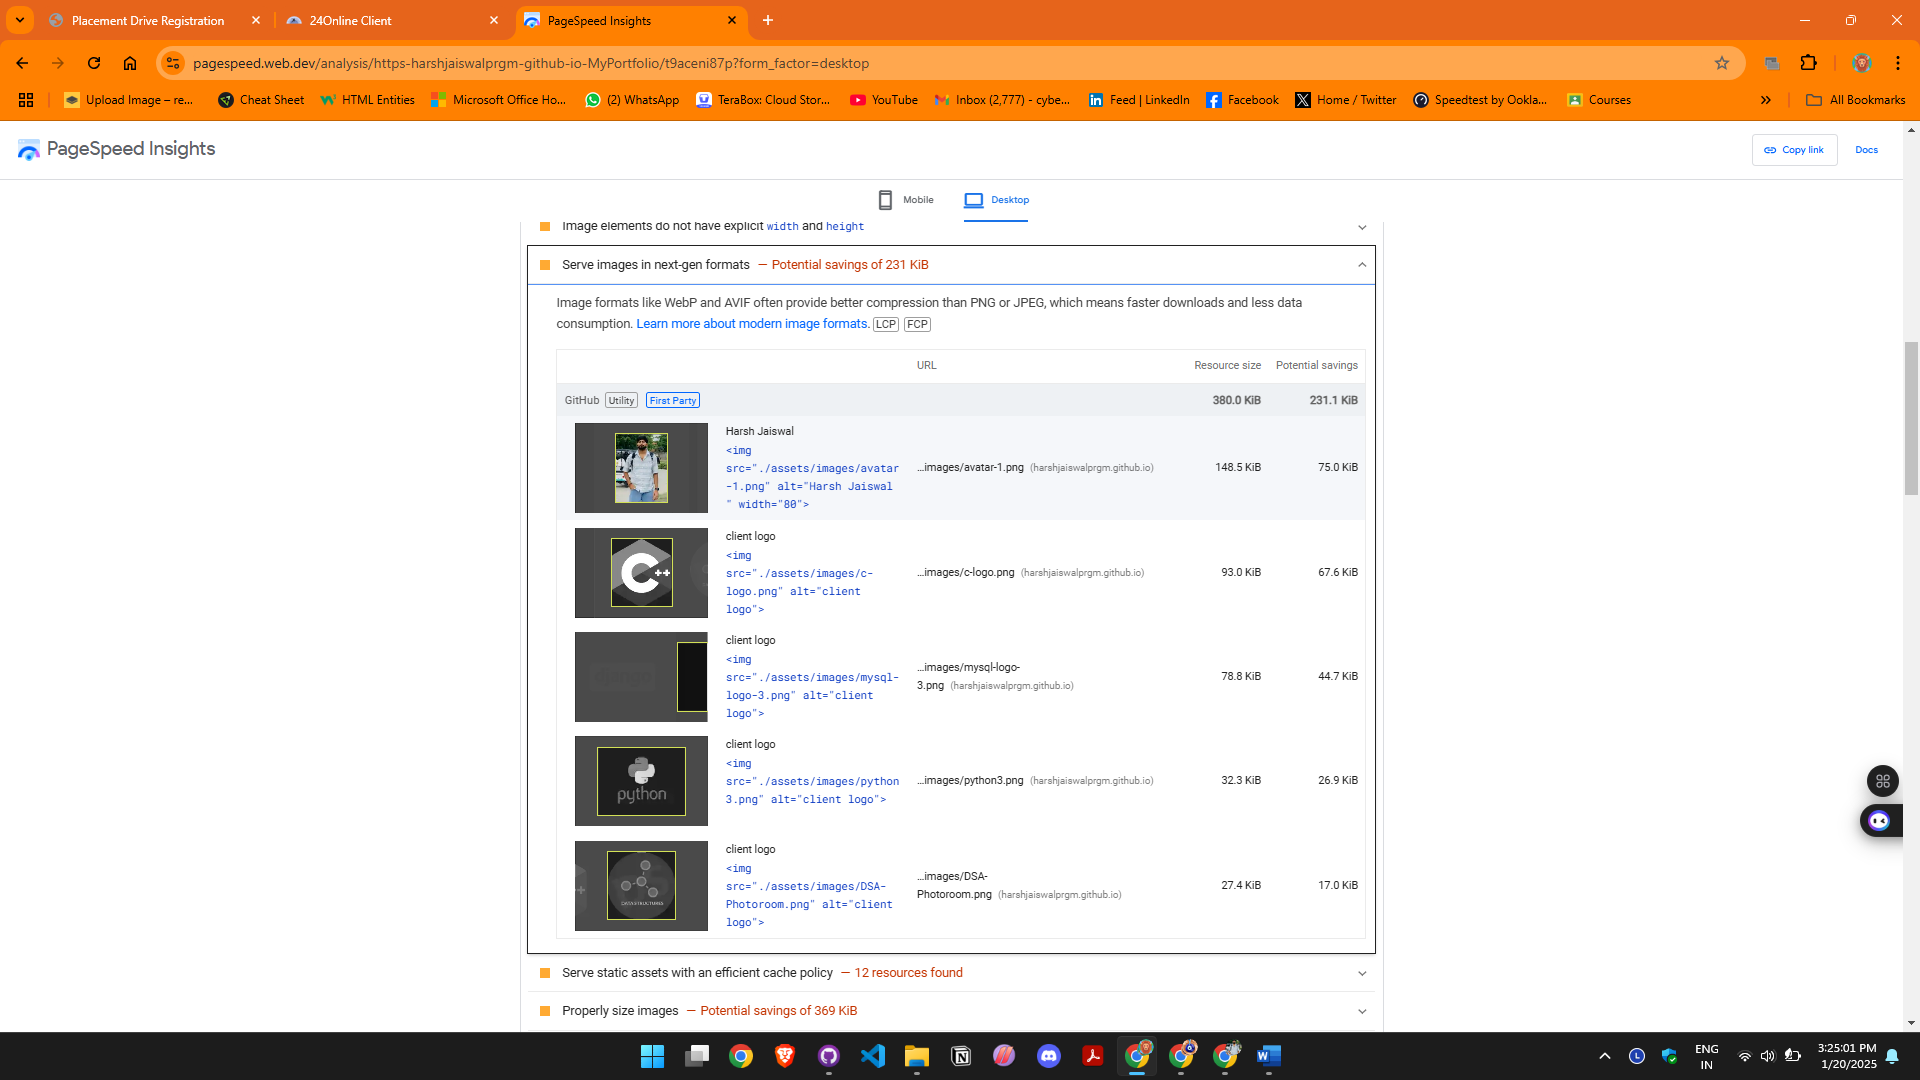 Placement Drive Registration
24Online Client
PageSpeed Insights
pagespeed.web.dev/analysis/https-harshjaiswalprgm-github-io-MyPortfolio/t9aceni87p?form_factor=desktop
Upload Image – re...
Cheat Sheet
HTML Entities
Microsoft Office Ho...
(2) WhatsApp
TeraBox: Cloud Stor...
YouTube
Inbox (2,777) - cybe...
Feed | LinkedIn
Facebook
Home / Twitter
Speedtest by Ookla...
Courses
All Bookmarks
PageSpeed Insights
Copy link
Docs
Mobile
Desktop
Image elements do not have explicit width and height
Serve images in next-gen formats — Potential savings of 231 KiB
Image formats like WebP and AVIF often provide better compression than PNG or JPEG, which means faster downloads and less data
consumption. Learn more about modern image formats. LCP FCP
URL Resource size Potential savings
GitHub Utility First Party 380.0 KiB 231.1 KiB
Harsh Jaiswal
<img
src="./assets/images/avatar
-1.png" alt="Harsh Jaiswal
" width="80">
...images/avatar-1.png (harshjaiswalprgm.github.io) 148.5 KiB 75.0 KiB
C++
client logo
<img
src="./assets/images/c-
logo.png" alt="client
logo">
...images/c-logo.png (harshjaiswalprgm.github.io) 93.0 KiB 67.6 KiB
client logo
<img
src="./assets/images/mysql-
logo-3.png" alt="client
logo">
...images/mysql-logo-
3.png (harshjaiswalprgm.github.io) 78.8 KiB 44.7 KiB
python
client logo
<img
src="./assets/images/python
3.png" alt="client logo">
...images/python3.png (harshjaiswalprgm.github.io) 32.3 KiB 26.9 KiB
DATA STRUCTURES
client logo
<img
src="./assets/images/DSA-
Photoroom.png" alt="client
logo">
...images/DSA-
Photoroom.png (harshjaiswalprgm.github.io) 27.4 KiB 17.0 KiB
Serve static assets with an efficient cache policy — 12 resources found
Properly size images — Potential savings of 369 KiB
ENG
IN
3:25:01 PM
1/20/2025